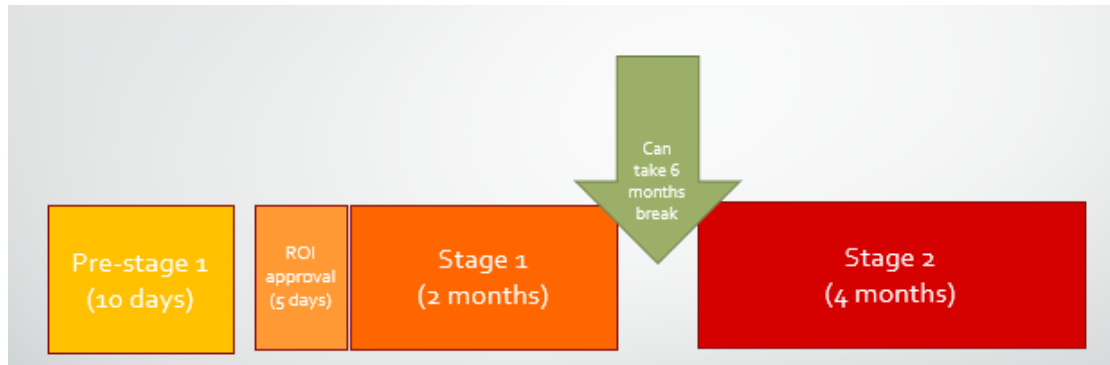 Pre-stage 1
(10 days)
ROI
approval
(5 days)
Stage 1
(2 months)
Can
take 6
months
break
Stage 2
(4 months)